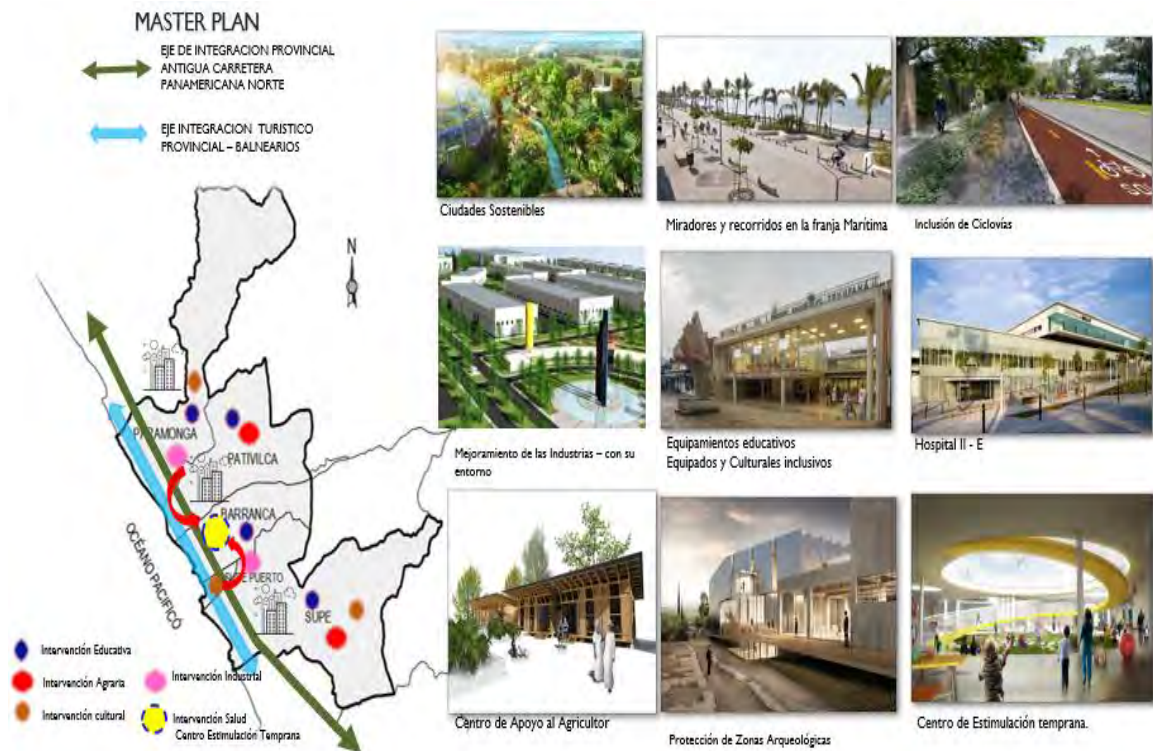 MASTER PLAN
EJE DE INTEGRACION PROVINCIAL
ANTIGUA CARRETERA
PANAMERICANA NORTE
EJE INTEGRACION TURISTICO
PROVINCIAL – BALNEARIOS
N
PARAMONGA
PATIVILCA
BARRANCA
PUERTO
SUPE
OCÉANO PACIFICÓ
Intervención Educativa
Intervención Agraria
Intervención Industrial
Intervención cultural
Intervención Salud
Centro Estimulación Temprana
Ciudades Sostenibles
Miradores y recorridos en la franja Marítima
Inclusión de Ciclovías
Mejoramiento de las Industrias – con su
entorno
Equipamientos educativos
Equipados y Culturales inclusivos
Hospital II - E
Centro de Apoyo al Agricultor
Protección de Zonas Arqueológicas
Centro de Estimulación temprana.